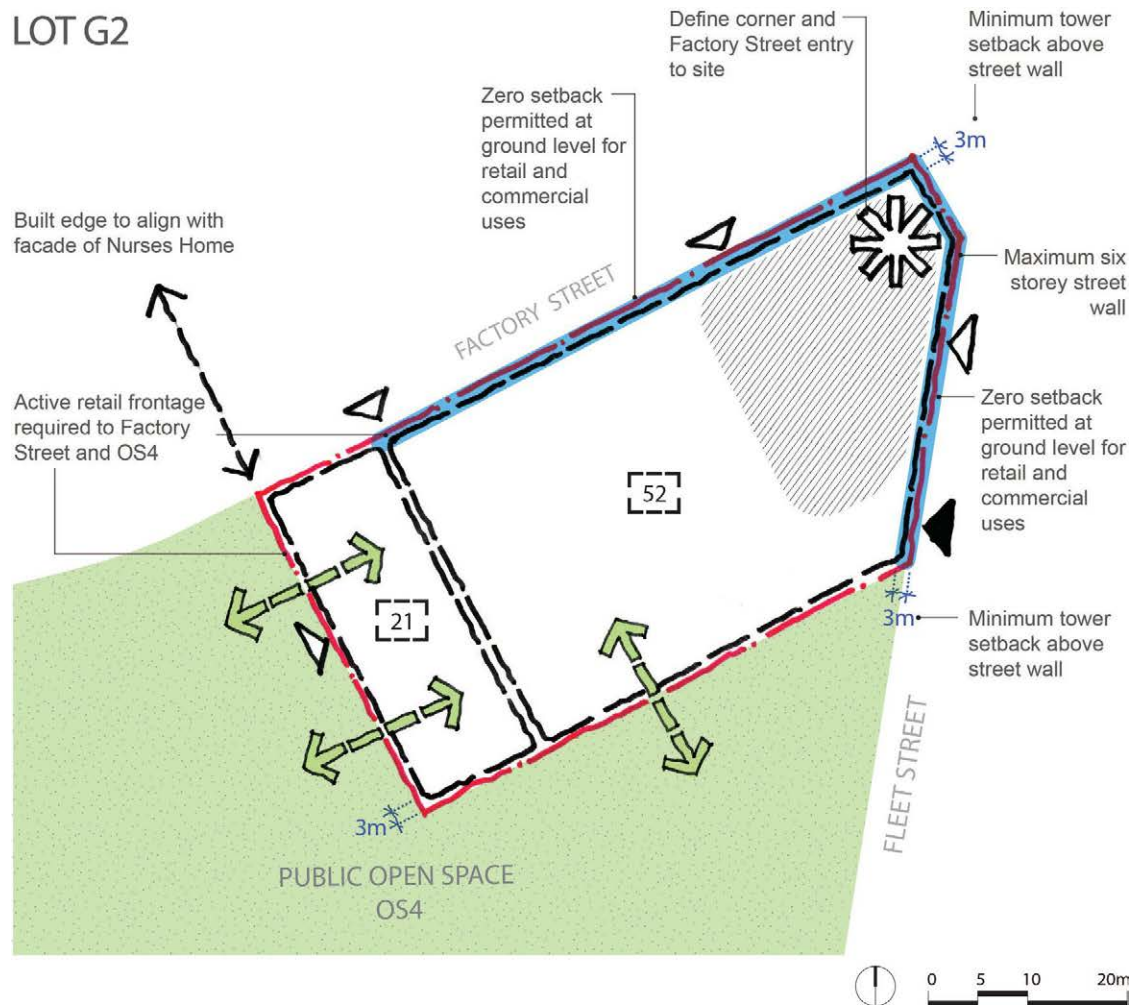 LOT G2
Define corner and
Factory Street entry
to site
Minimum tower
setback above
street wall
Zero setback
permitted at
ground level for
retail and
commercial
uses
3m
Built edge to align with
facade of Nurses Home
Maximum six
storey street
wall
FACTORY STREET
Active retail frontage
required to Factory
Street and OS4
Zero setback
permitted at
ground level for
retail and
commercial
uses
52
21
3m
Minimum tower
setback above
street wall
FLEET STREET
3m
PUBLIC OPEN SPACE
OS4
0 5 10 20m